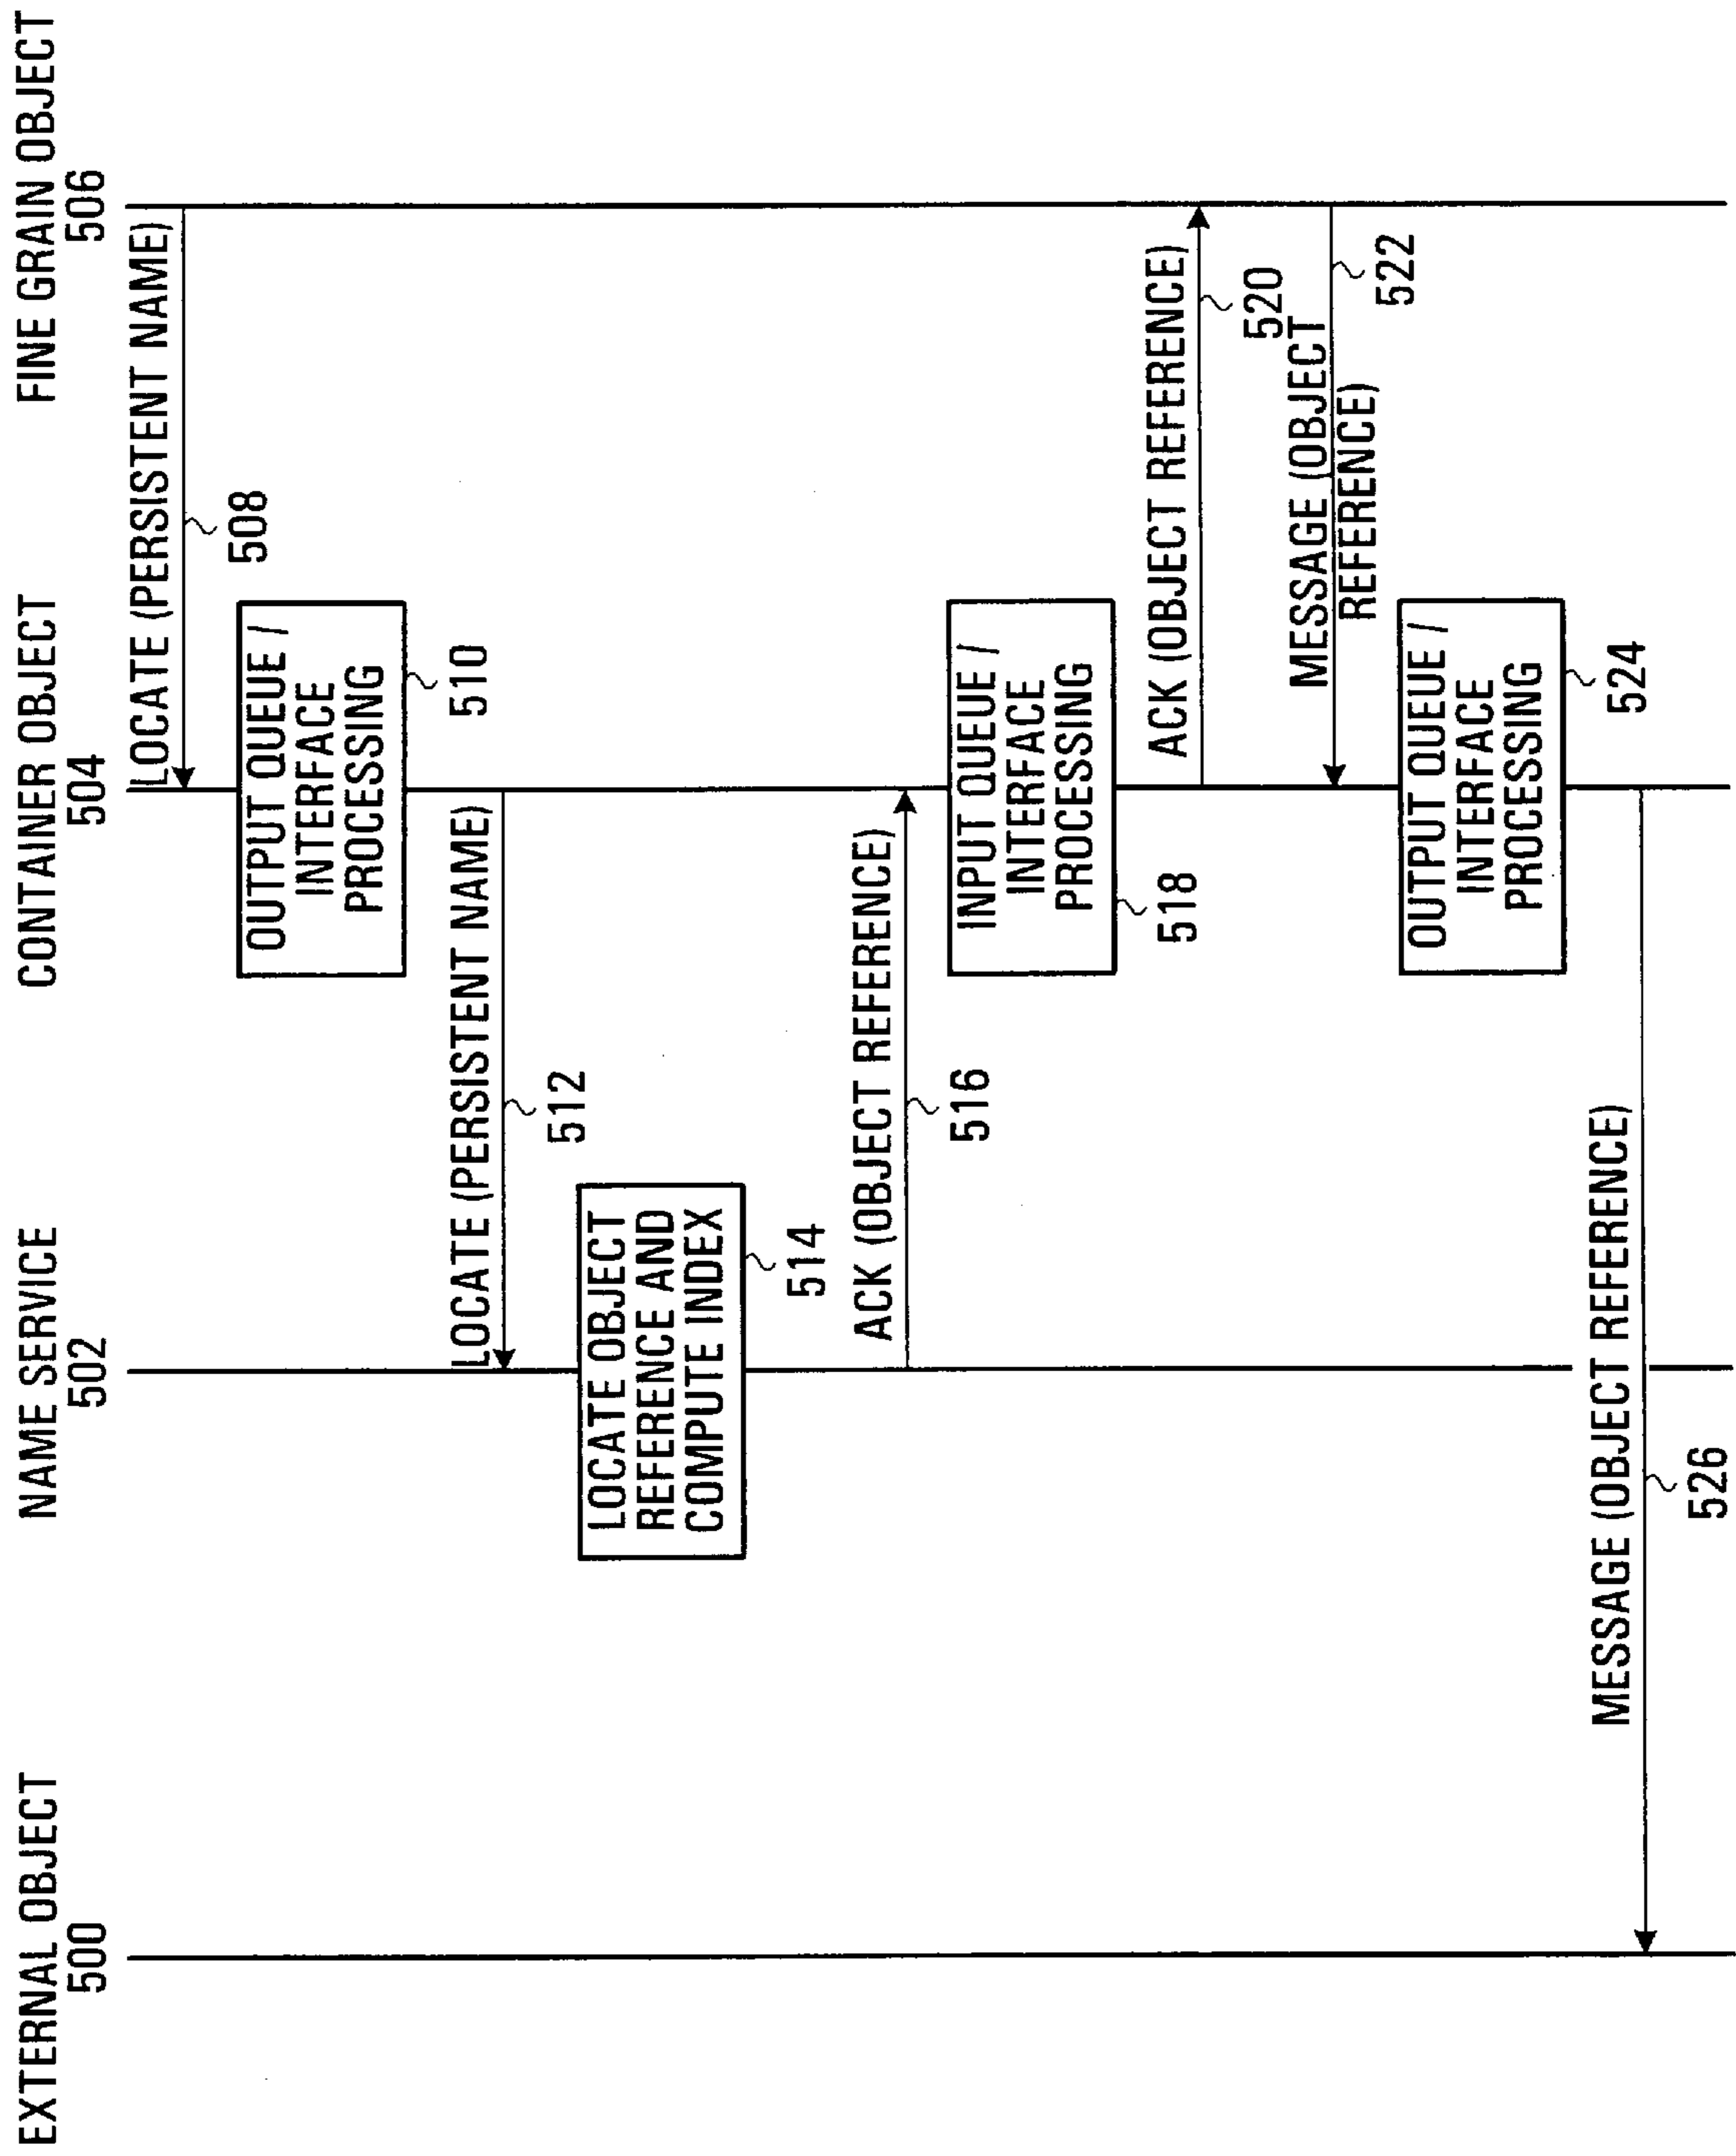 EXTERNAL OBJECT
500
NAME SERVICE
502
CONTAINER OBJECT
504
FINE GRAIN OBJECT
506
LOCATE (PERSISTENT NAME)
508
OUTPUT QUEUE /
INTERFACE
PROCESSING
510
LOCATE (PERSISTENT NAME)
512
LOCATE OBJECT
REFERENCE AND
COMPUTE INDEX
514
ACK (OBJECT REFERENCE)
516
INPUT QUEUE /
INTERFACE
PROCESSING
518
ACK (OBJECT REFERENCE)
520
MESSAGE (OBJECT
REFERENCE)
522
OUTPUT QUEUE /
INTERFACE
PROCESSING
524
MESSAGE (OBJECT REFERENCE)
526